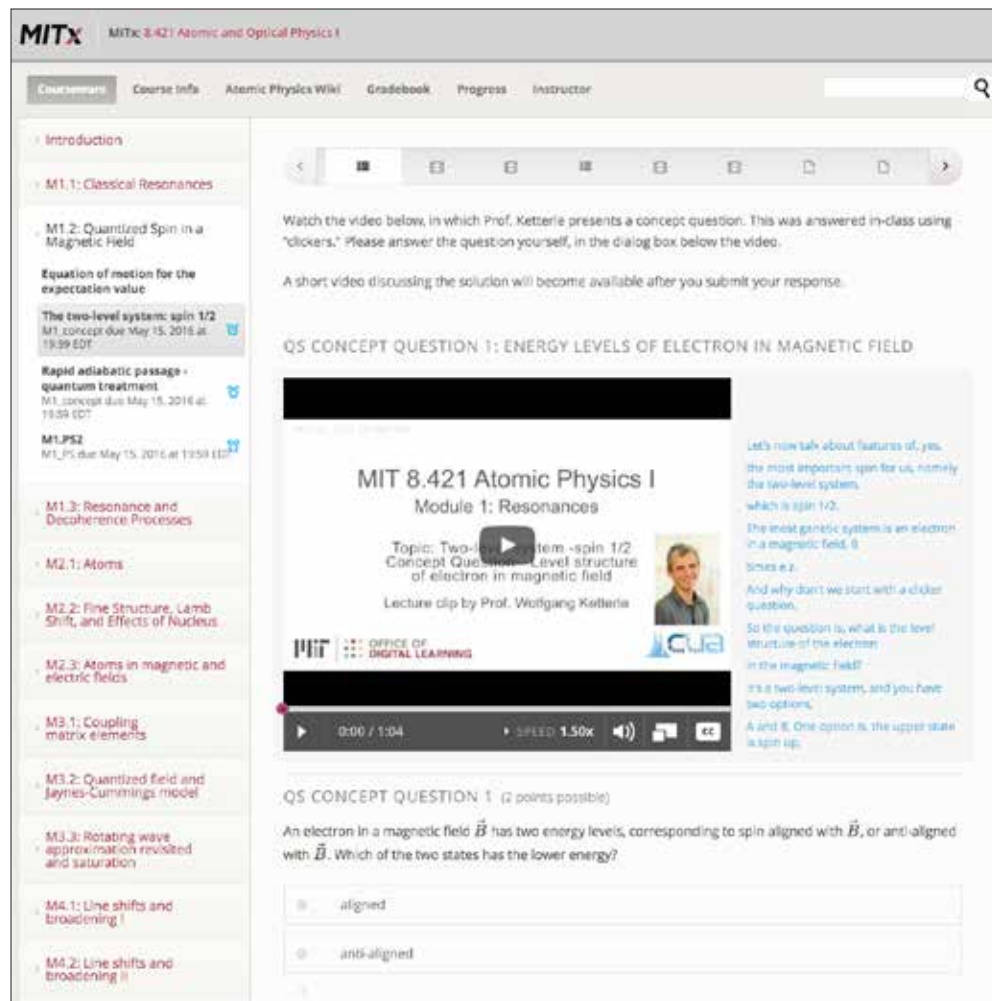 MITx MITx: 8.421 Atomic and Optical Physics I
Courseware Course Info Atomic Physics Wiki Gradebook Progress Instructor
Introduction
M1.1: Classical Resonances
M1.2: Quantized Spin in a
Magnetic Field
Equation of motion for the
expectation value
The two-level system: spin 1/2
M1_concept due May 15, 2016 at
19:59 EDT
Rapid adiabatic passage -
quantum treatment
M1_concept due May 15, 2016 at
19:59 EDT
M1.PS2
M1_PS due May 15, 2016 at 19:59 EDT
M1.3: Resonance and
Decoherence Processes
M2.1: Atoms
M2.2: Fine Structure, Lamb
Shift, and Effects of Nucleus
M2.3: Atoms in magnetic and
electric fields
M3.1: Coupling
matrix elements
M3.2: Quantized field and
Jaynes-Cummings model
M3.3: Rotating wave
approximation revisited
and saturation
M4.1: Line shifts and
broadening I
M4.2: Line shifts and
broadening II
Watch the video below, in which Prof. Ketterle presents a concept question. This was answered in-class using
"clickers." Please answer the question yourself, in the dialog box below the video.
A short video discussing the solution will become available after you submit your response.
QS CONCEPT QUESTION 1: ENERGY LEVELS OF ELECTRON IN MAGNETIC FIELD
MIT 8.421 Atomic Physics I
Module 1: Resonances
Topic: Two-level system -spin 1/2
Concept Question - Level structure
of electron in magnetic field
Lecture clip by Prof. Wolfgang Ketterle
MIT OFFICE OF
DIGITAL LEARNING
cua
0:00 / 1:04 SPEED 1.50x CC
Let's now talk about features of, yes,
the most important spin for us, namely
the two-level system,
which is spin 1/2.
The most generic system is an electron
in a magnetic field, B
times e z.
And why don't we start with a clicker
question.
So the question is, what is the level
structure of the electron
in the magnetic field?
It's a two-level system, and you have
two options,
A and B. One option is, the upper state
is spin up,
QS CONCEPT QUESTION 1 (2 points possible)
An electron in a magnetic field B⃗ has two energy levels, corresponding to spin aligned with B⃗, or anti-aligned
with B⃗. Which of the two states has the lower energy?
aligned
anti-aligned